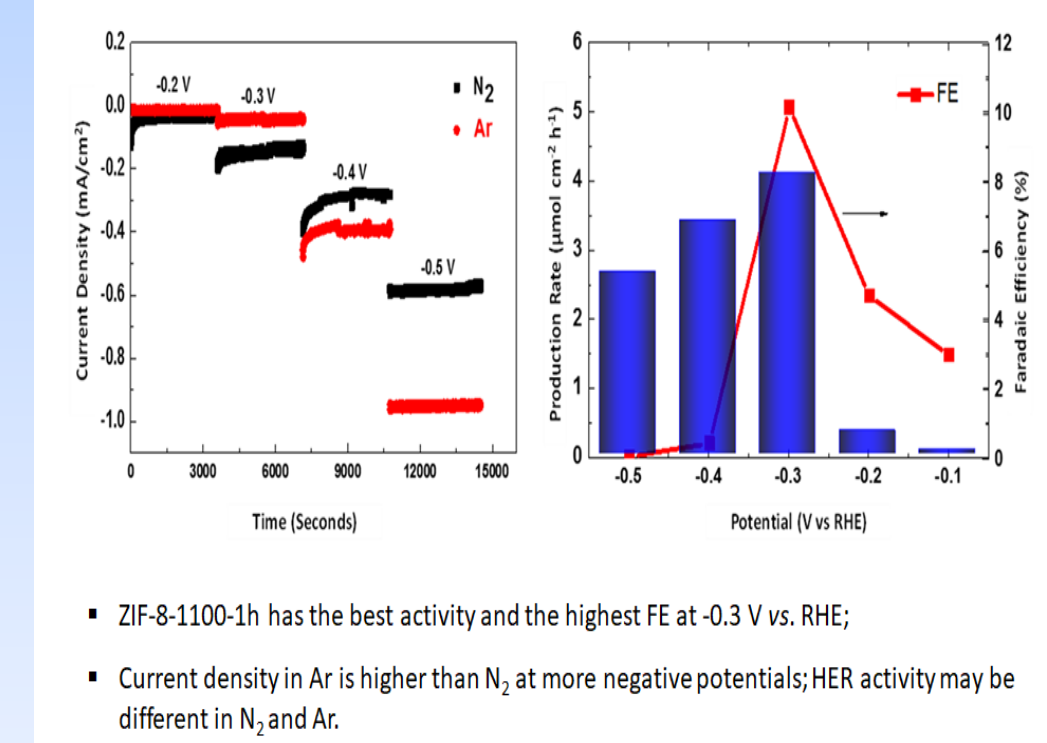 0.2
0.0
-0.2
-0.4
-0.6
-0.8
-1.0
Current Density (mA/cm²)
-0.2 V
-0.3 V
-0.4 V
-0.5 V
N₂
Ar
0 3000 6000 9000 12000 15000
Time (Seconds)
6
5
4
3
2
1
0
Production Rate (μmol cm⁻² h⁻¹)
FE
12
10
8
6
4
2
0
Faradaic Efficiency (%)
-0.5 -0.4 -0.3 -0.2 -0.1
Potential (V vs RHE)
▪ ZIF-8-1100-1h has the best activity and the highest FE at -0.3 V vs. RHE;
▪ Current density in Ar is higher than N₂ at more negative potentials; HER activity may be
different in N₂ and Ar.